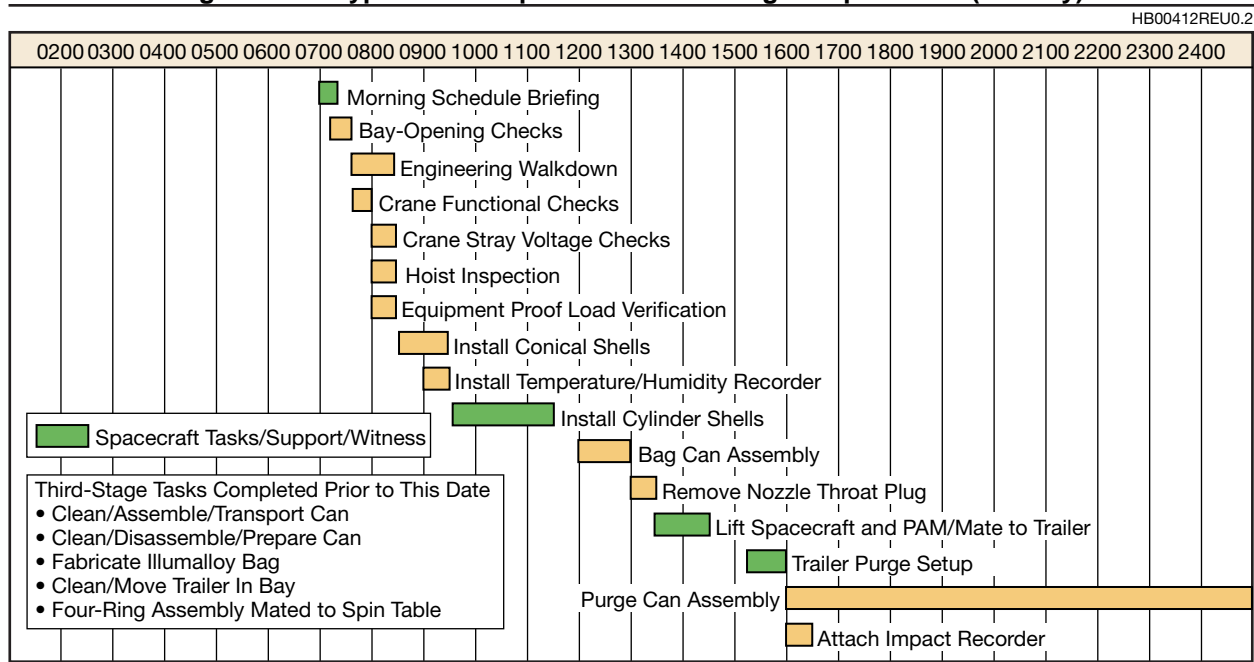 HB00412REU0.2
0200 0300 0400 0500 0600 0700 0800 0900 1000 1100 1200 1300 1400 1500 1600 1700 1800 1900 2000 2100 2200 2300 2400
Morning Schedule Briefing
Bay-Opening Checks
Engineering Walkdown
Crane Functional Checks
Crane Stray Voltage Checks
Hoist Inspection
Equipment Proof Load Verification
Install Conical Shells
Install Temperature/Humidity Recorder
Install Cylinder Shells
Spacecraft Tasks/Support/Witness
Bag Can Assembly
Remove Nozzle Throat Plug
Lift Spacecraft and PAM/Mate to Trailer
Trailer Purge Setup
Purge Can Assembly
Attach Impact Recorder
Third-Stage Tasks Completed Prior to This Date
• Clean/Assemble/Transport Can
• Clean/Disassemble/Prepare Can
• Fabricate Illumalloy Bag
• Clean/Move Trailer In Bay
• Four-Ring Assembly Mated to Spin Table